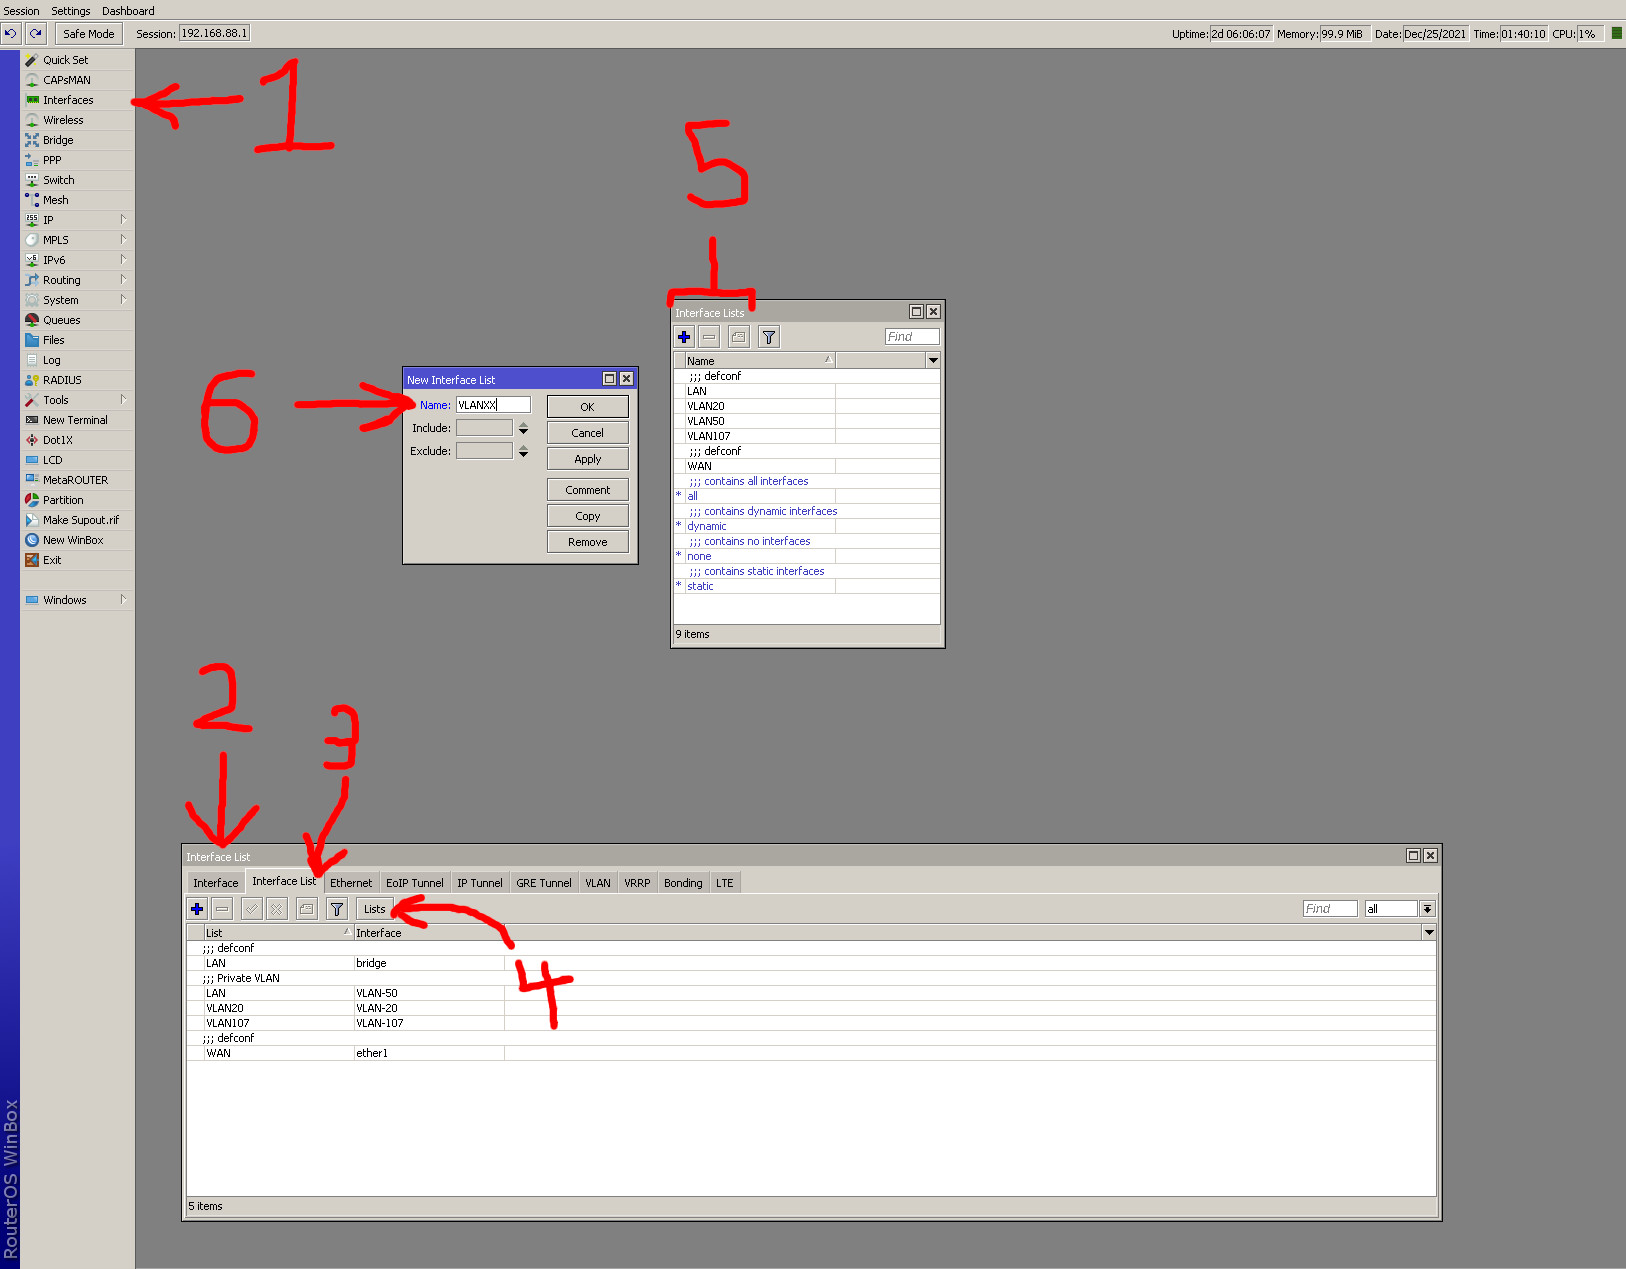 Session Settings Dashboard
Safe Mode Session: 192.168.88.1 Uptime: 2d 06:06:07 Memory: 99.9 MiB Date: Dec/25/2021 Time: 01:40:10 CPU: 1%
Quick Set
CAPsMAN
Interfaces
Wireless
Bridge
PPP
Switch
Mesh
IP
MPLS
IPv6
Routing
System
Queues
Files
Log
RADIUS
Tools
New Terminal
Dot1X
LCD
MetaROUTER
Partition
Make Supout.rif
New WinBox
Exit
Windows
RouterOS WinBox
1
5
Interface Lists
Find
Name
;;; defconf
LAN
VLAN20
VLAN50
VLAN107
;;; defconf
WAN
;;; contains all interfaces
* all
;;; contains dynamic interfaces
* dynamic
;;; contains no interfaces
* none
;;; contains static interfaces
* static
9 items
6
New Interface List
Name: VLANXX
Include:
Exclude:
OK
Cancel
Apply
Comment
Copy
Remove
2
3
Interface List
Interface Interface List Ethernet EoIP Tunnel IP Tunnel GRE Tunnel VLAN VRRP Bonding LTE
Lists Find all
4
List Interface
;;; defconf
LAN bridge
;;; Private VLAN
LAN VLAN-50
VLAN20 VLAN-20
VLAN107 VLAN-107
;;; defconf
WAN ether1
5 items